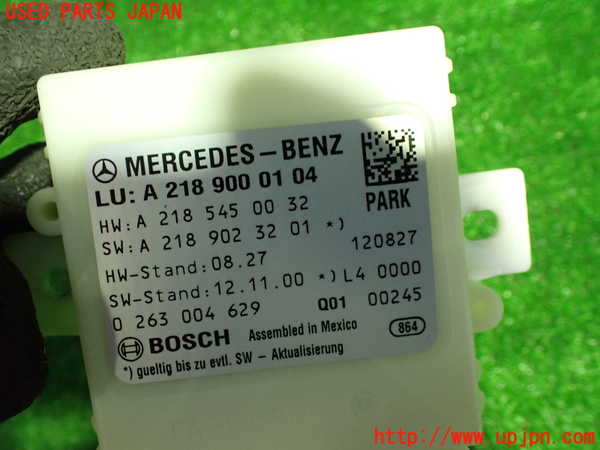 USED PARTS JAPAN
MERCEDES-BENZ
LU: A 218 900 01 04
PARK
HW:A 218 545 00 32
SW:A 218 902 32 01 *)
120827
HW-Stand:08.27
SW-Stand:12.11.00 *) L4 0000
0 263 004 629 Q01 00245
BOSCH Assembled in Mexico 864
*) gueltig bis zu evtl. SW - Aktualisierung
http://www.upjpn.com/